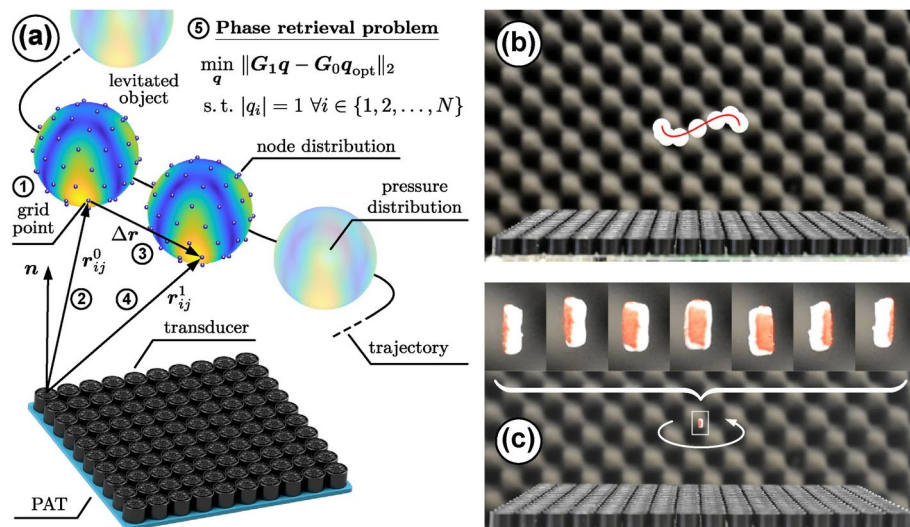 (a)
levitated
object
⑤ Phase retrieval problem
min_q ‖G₁q − G₀q_opt‖₂
s.t. |qᵢ| = 1 ∀i ∈ {1, 2, . . . , N}
node distribution
①
grid
point
pressure
distribution
Δr
③
r⁰ᵢⱼ
n
②
④
r¹ᵢⱼ
transducer
trajectory
PAT
(b)
(c)